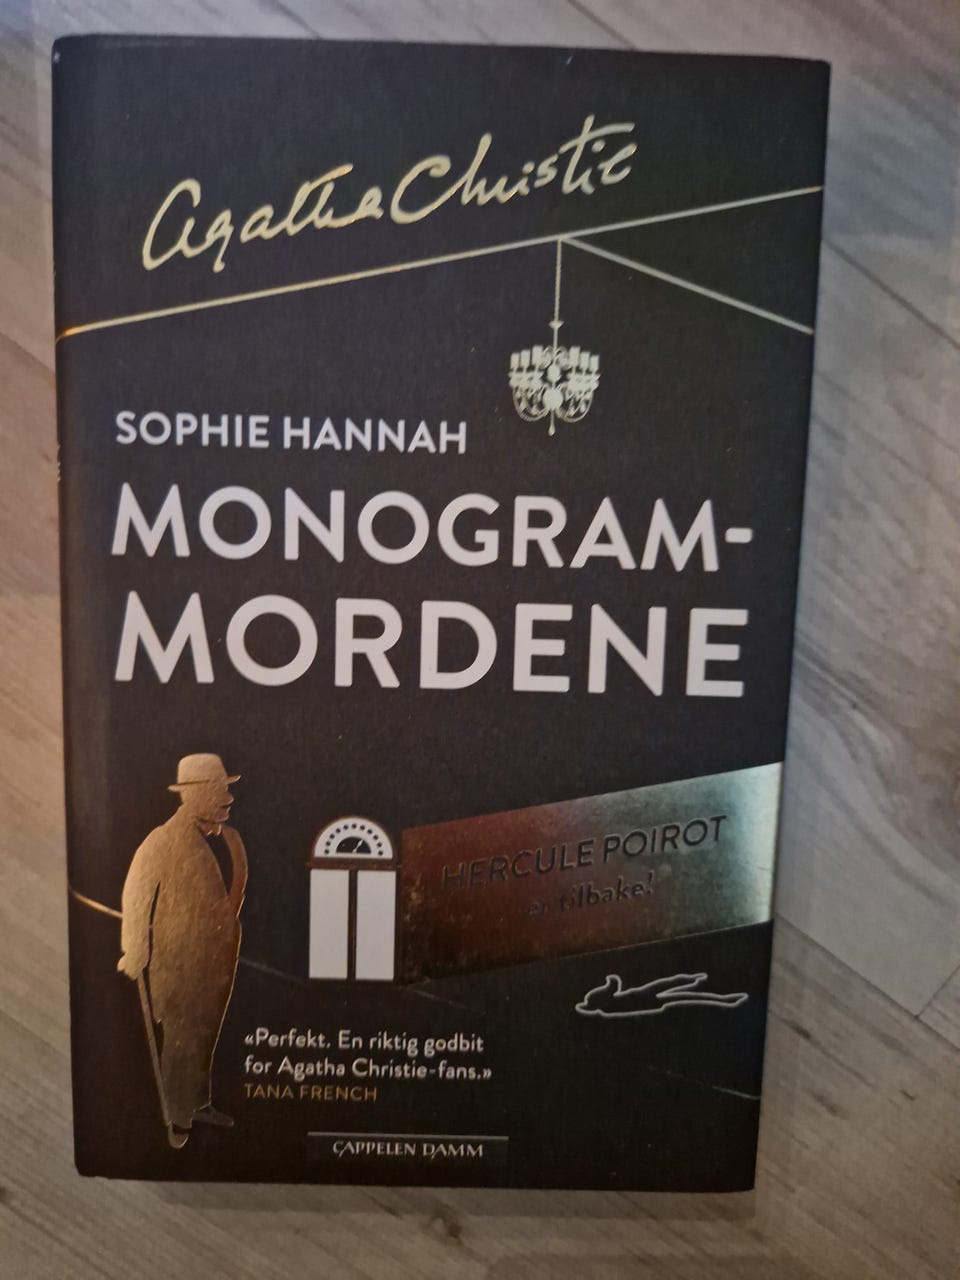 Agatha Christie
SOPHIE HANNAH
MONOGRAM-
MORDENE
HERCULE POIROT
er tilbake!
«Perfekt. En riktig godbit
for Agatha Christie-fans.»
TANA FRENCH
CAPPELEN DAMM